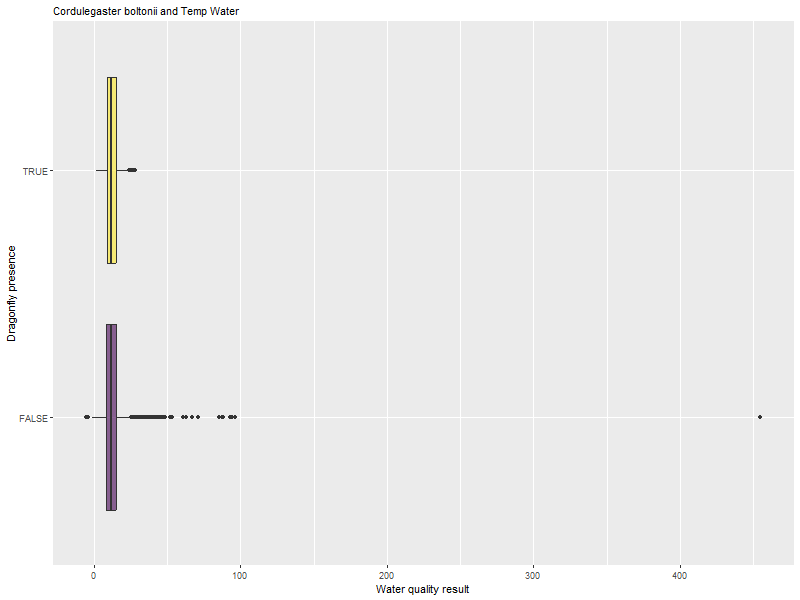 Cordulegaster boltonii and Temp Water
TRUE
FALSE
Dragonfly presence
0
100
200
300
400
Water quality result